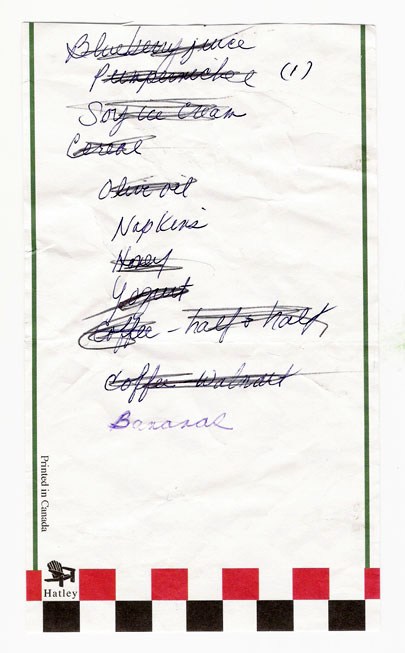 Blueberry juice
Pumpernickel (1)
Soy ice cream
Cereal
Olive oil
Napkins
Honey
Yogurt
Coffee - half & half
Coffee Walmart
Bananas
Printed in Canada
Hatley